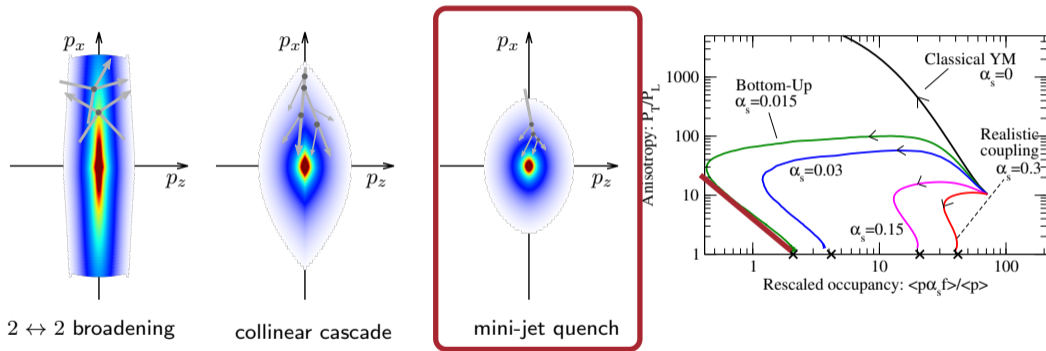 p_x
p_z
2 ↔ 2 broadening
p_x
p_z
collinear cascade
p_x
p_z
mini-jet quench
Anisotropy: P_T/P_L
1000
100
10
1
Classical YM
α_s=0
Bottom-Up
α_s=0.015
Realistic
coupling
α_s=0.3
α_s=0.03
α_s=0.15
1
10
100
Rescaled occupancy: <pα_sf>/<p>